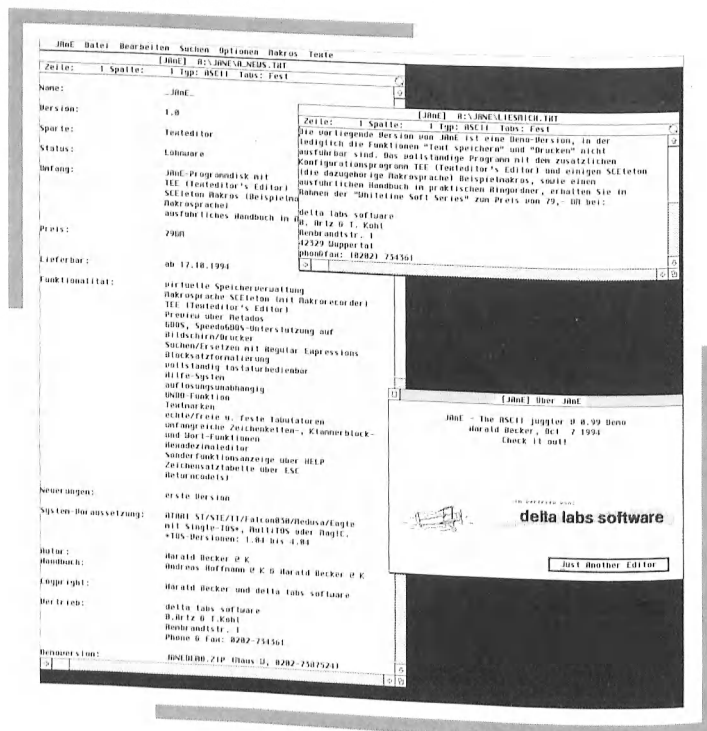 JAnE Datei Bearbeiten Suchen Optionen Makros Texte
[JAnE] A:\JANE\A_NEUS.TXT
Zeile: 1 Spalte: 1 Typ: ASCII Tabs: Fest
Name: _JAnE_
Version: 1.0
Sparte: Texteditor
Status: Lohnware
Umfang: JAnE-Programmdisk mit
TEE (Texteditor's Editor)
SCEleton Makros (Beispielma
Makrosprache)
ausführliches Handbuch in
Preis: 79DM
Lieferbar: ab 17.10.1994
Funktionalität: virtuelle Speicherverwaltung
Makrosprache SCEleton (mit Makrorecorder)
TEE (Texteditor's Editor)
Preview über Metados
GDOS, SpeedoGDOS-Unterstützung auf
Bildschirm/Drucker
Suchen/Ersetzen mit Regular Expressions
Blocksatzformatierung
vollständig tastaturbedienbar
Hilfe-System
auflösungsunabhängig
UNDO-Funktion
Textmarken
echte/freie u. feste Tabulatoren
umfangreiche Zeichenketten-, Klammerblock-
und Wort-Funktionen
Hexadezimaleditor
Sonderfunktionsanzeige über HELP
Zeichensatztabelle über ESC
Returncode(s)
Neuerungen: erste Version
System-Voraussetzung: ATARI ST/STE/TT/Falcon030/Medusa/Eagle
mit Single-TOS*, MultiTOS oder MagiC.
*TOS-Versionen: 1.04 bis 4.04
Autor: Harald Becker @ K
Handbuch: Andreas Hoffmann @ K & Harald Becker @ K
Copyright: Harald Becker und delta labs software
Vertrieb: delta labs software
B.Artz & T.Kohl
Rembrandtstr. 1
Phone & Fax: 0202-734361
Demoversion: JANEDEMO.ZIP (Maus W, 0202-7387524)
[JAnE] A:\JANE\LIESMICH.TXT
Zeile: 1 Spalte: 1 Typ: ASCII Tabs: Fest
Die vorliegende Version von JAnE ist eine Demo-Version, in der
lediglich die Funktionen "Text speichern" und "Drucken" nicht
ausführbar sind. Das vollständige Programm mit dem zusätzlichen
Konfigurationsprogramm TEE (Texteditor's Editor) und einigen SCEleton
(die dazugehörige Makrosprache) Beispielmakros, sowie einem
ausführlichen Handbuch in praktischen Ringordner, erhalten Sie im
Rahmen der "Whiteline Soft Series" zum Preis von 79,- DM bei:
delta labs software
B. Artz & T. Kohl
Rembrandtstr. 1
42329 Wuppertal
phon&fax: (0202) 734361
[JAnE] Über JAnE
JAnE - The ASCII juggler V 0.99 Demo
Harald Becker, Oct 7 1994
Check it out!
im Vertrieb von:
delta labs software
Just Another Editor